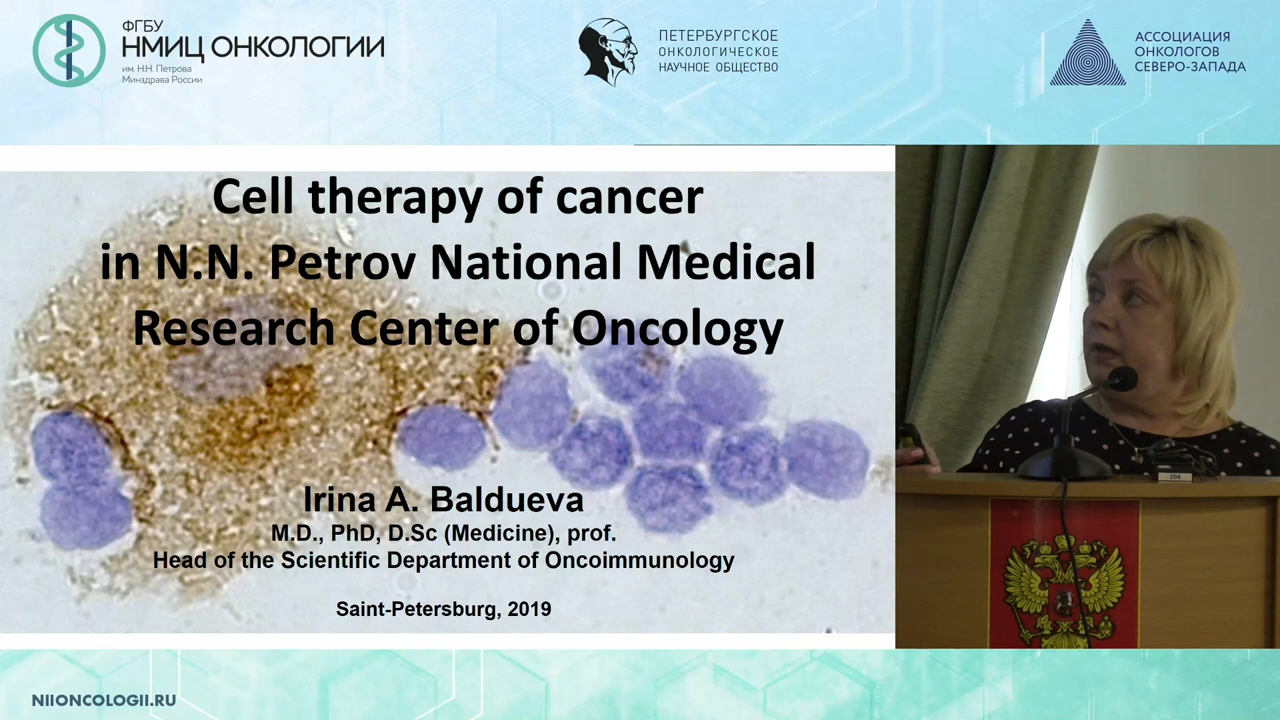 ФГБУ
НМИЦ ОНКОЛОГИИ
им. Н.Н. Петрова
Минздрава России
ПЕТЕРБУРГСКОЕ
ОНКОЛОГИЧЕСКОЕ
НАУЧНОЕ ОБЩЕСТВО
АССОЦИАЦИЯ
ОНКОЛОГОВ
СЕВЕРО-ЗАПАДА
Cell therapy of cancer
in N.N. Petrov National Medical
Research Center of Oncology
Irina A. Baldueva
M.D., PhD, D.Sc (Medicine), prof.
Head of the Scientific Department of Oncoimmunology
Saint-Petersburg, 2019
204
NIIONCOLOGII.RU